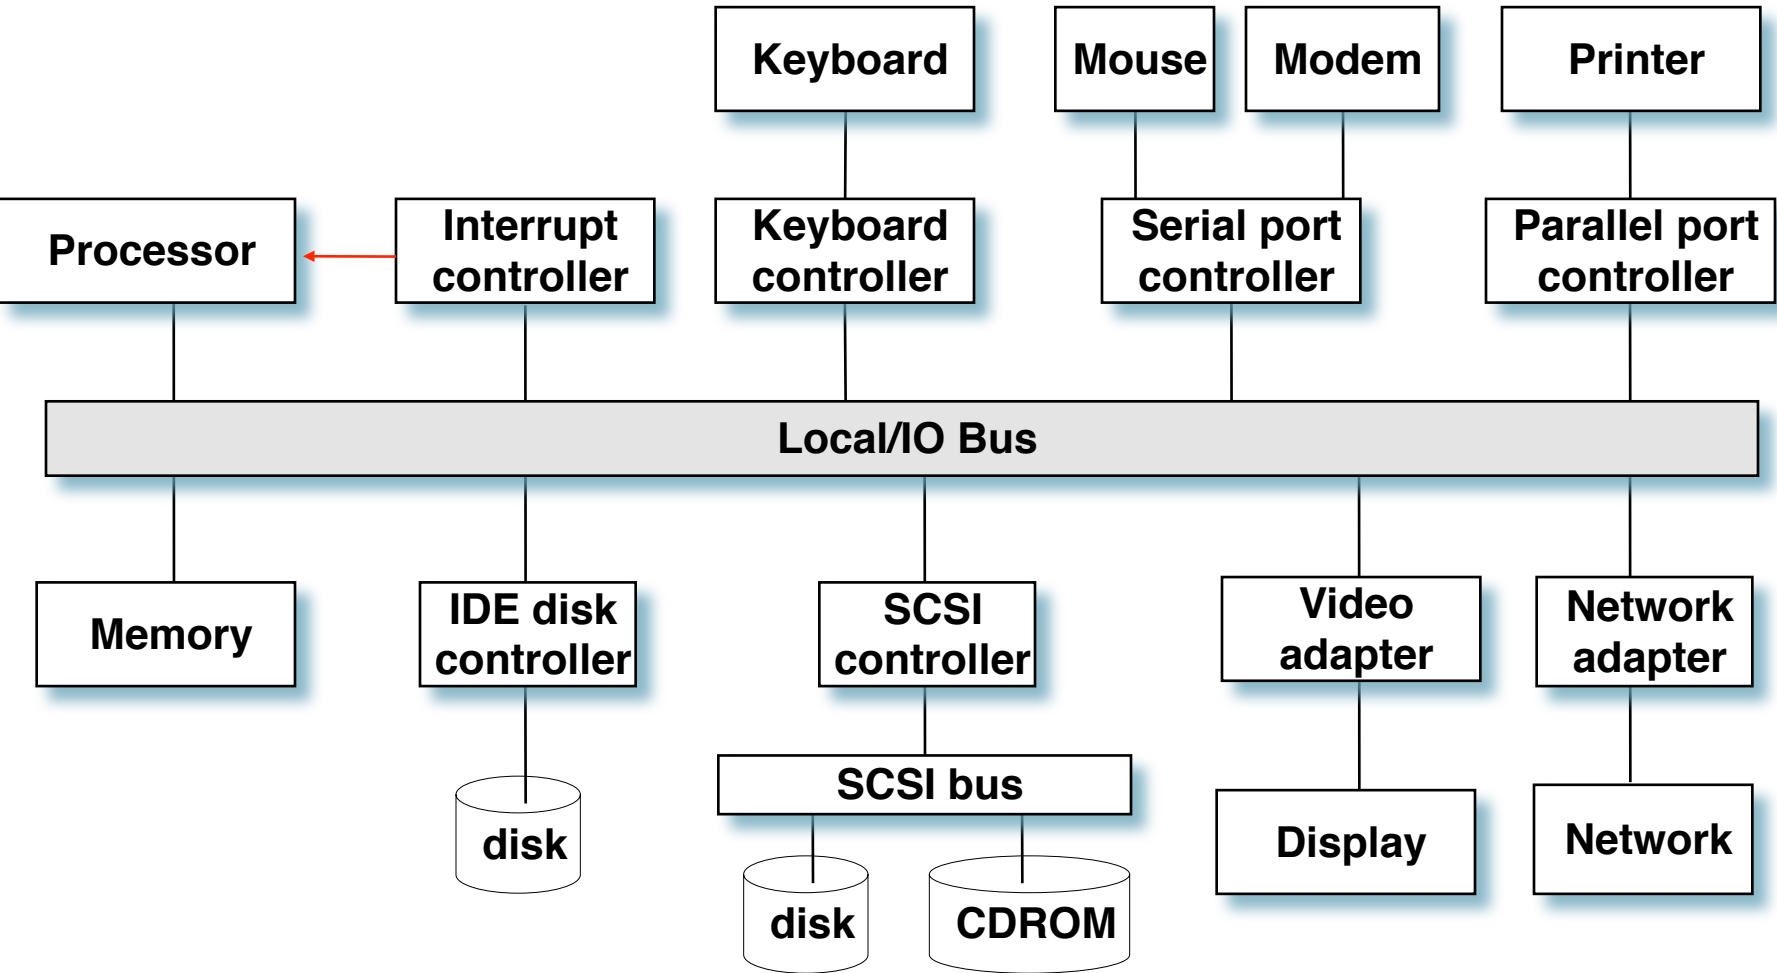 Keyboard
Mouse
Modem
Printer
Processor
Interrupt
controller
Keyboard
controller
Serial port
controller
Parallel port
controller
Local/IO Bus
Memory
IDE disk
controller
SCSI
controller
Video
adapter
Network
adapter
SCSI bus
disk
Display
Network
disk
CDROM